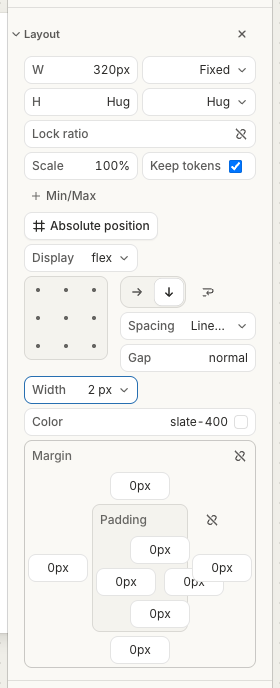 Layout
W 320px Fixed
H Hug Hug
Lock ratio
Scale 100% Keep tokens
Min/Max
Absolute position
Display flex
Spacing Line...
Gap normal
Width 2 px
Color slate-400
Margin
0px
Padding
0px
0px 0px 0px 0px
0px
0px